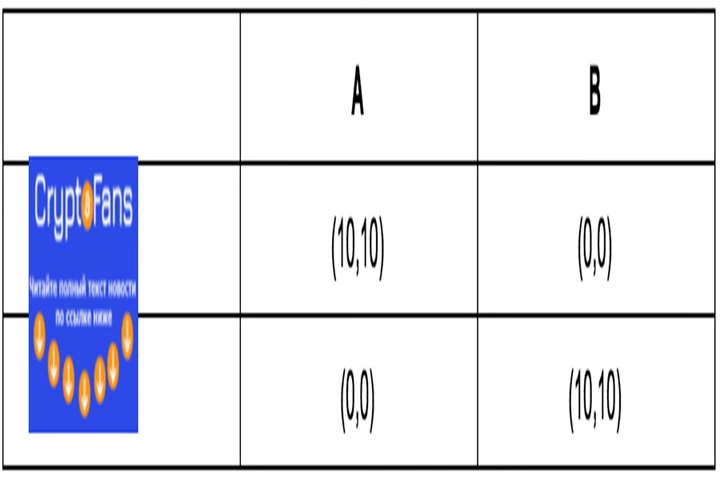 A B
CryptoFans
(10,10) (0,0)
Читайте полный текст новости
по ссылке ниже
(0,0) (10,10)